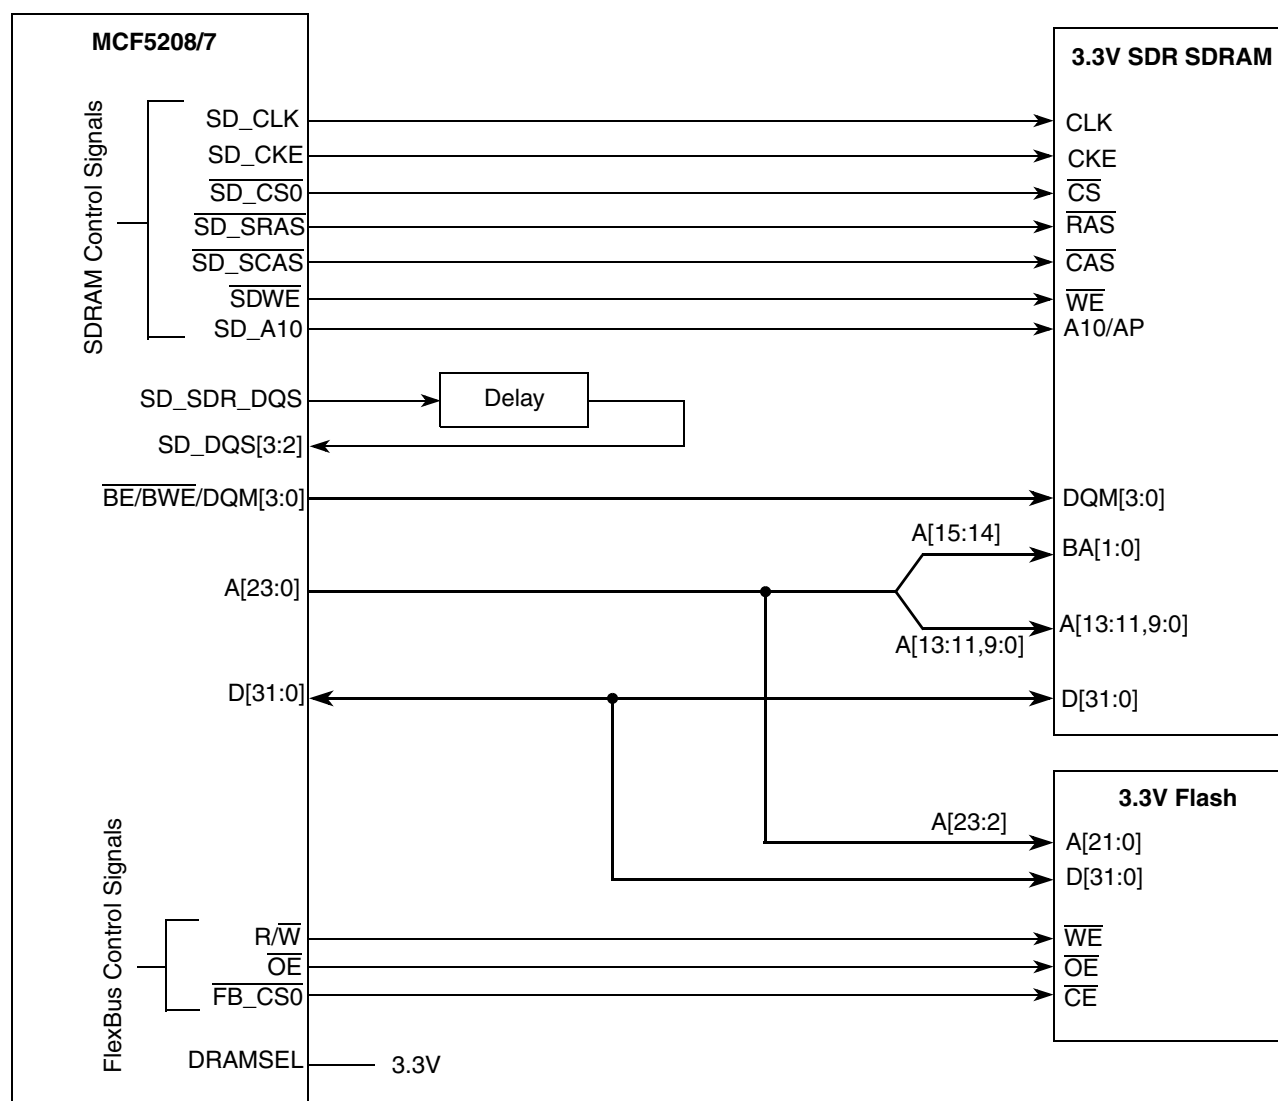 MCF5208/7
3.3V SDR SDRAM
SDRAM Control Signals
SD_CLK
CLK
SD_CKE
CKE
SD_CS0
CS
SD_SRAS
RAS
SD_SCAS
CAS
SDWE
WE
SD_A10
A10/AP
SD_SDR_DQS
Delay
SD_DQS[3:2]
BE/BWE/DQM[3:0]
DQM[3:0]
A[15:14]
BA[1:0]
A[23:0]
A[13:11,9:0]
A[13:11,9:0]
D[31:0]
D[31:0]
3.3V Flash
A[23:2]
A[21:0]
D[31:0]
FlexBus Control Signals
R/W
WE
OE
OE
FB_CS0
CE
DRAMSEL
3.3V